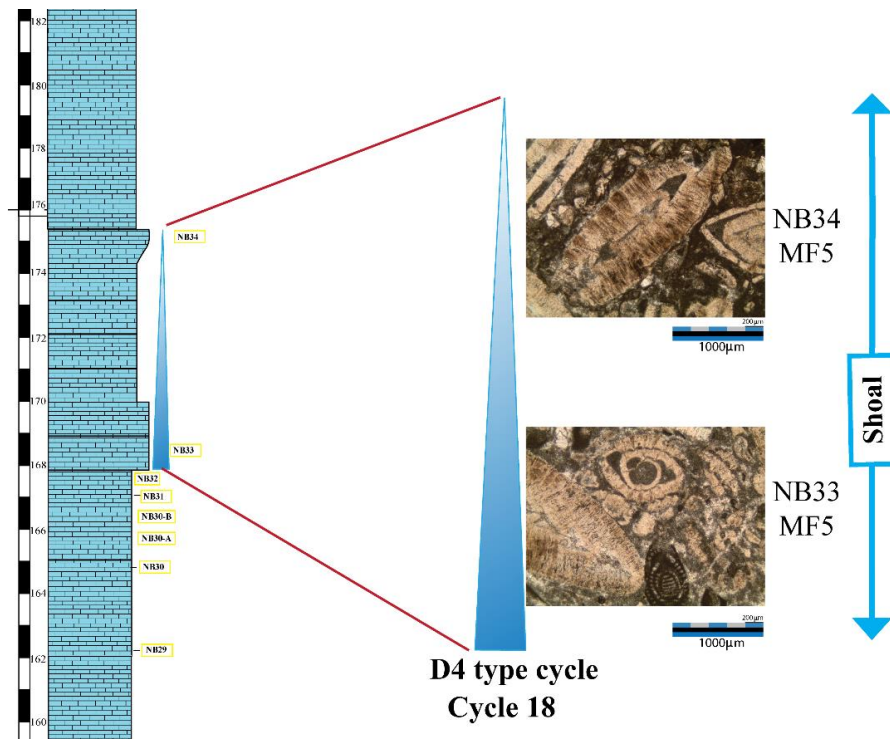 182
180
178
176
174
172
170
168
166
164
162
160
NB34
NB33
NB32
NB31
NB30-B
NB30-A
NB30
NB29
NB34
MF5
200µm
1000µm
NB33
MF5
200µm
1000µm
Shoal
D4 type cycle
Cycle 18